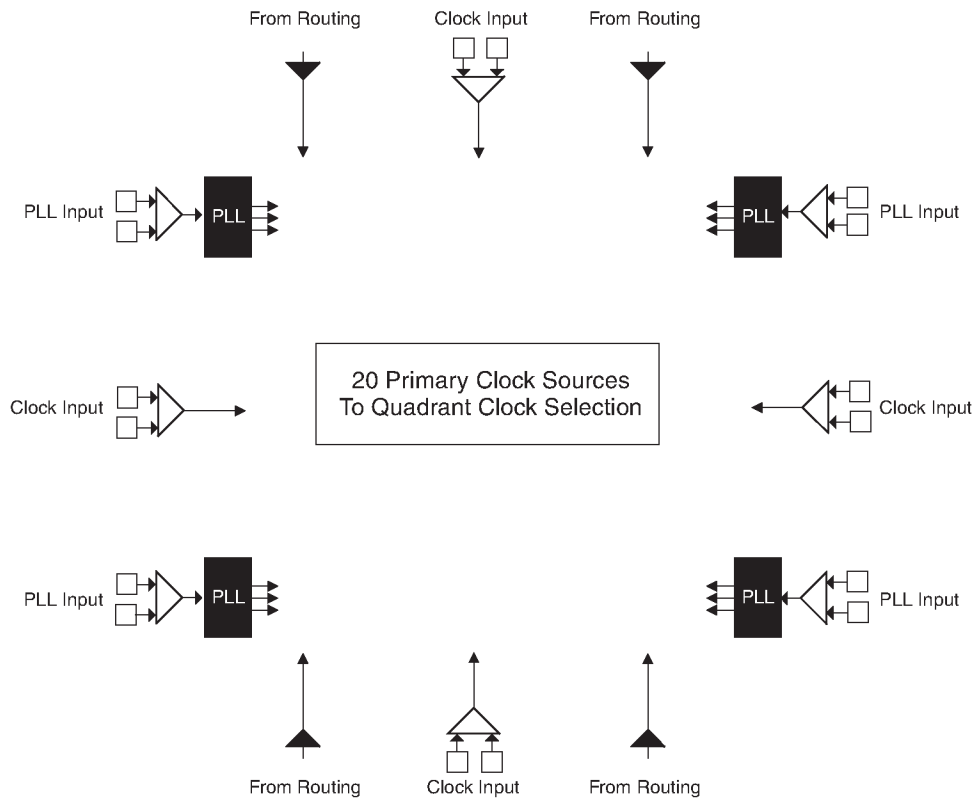 From Routing
Clock Input
From Routing
PLL Input
PLL
PLL
PLL Input
Clock Input
20 Primary Clock Sources
To Quadrant Clock Selection
Clock Input
PLL Input
PLL
PLL
PLL Input
From Routing
Clock Input
From Routing